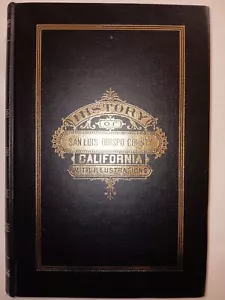 HISTORY
OF
SAN LUIS OBISPO COUNTY
CALIFORNIA
WITH ILLUSTRATIONS